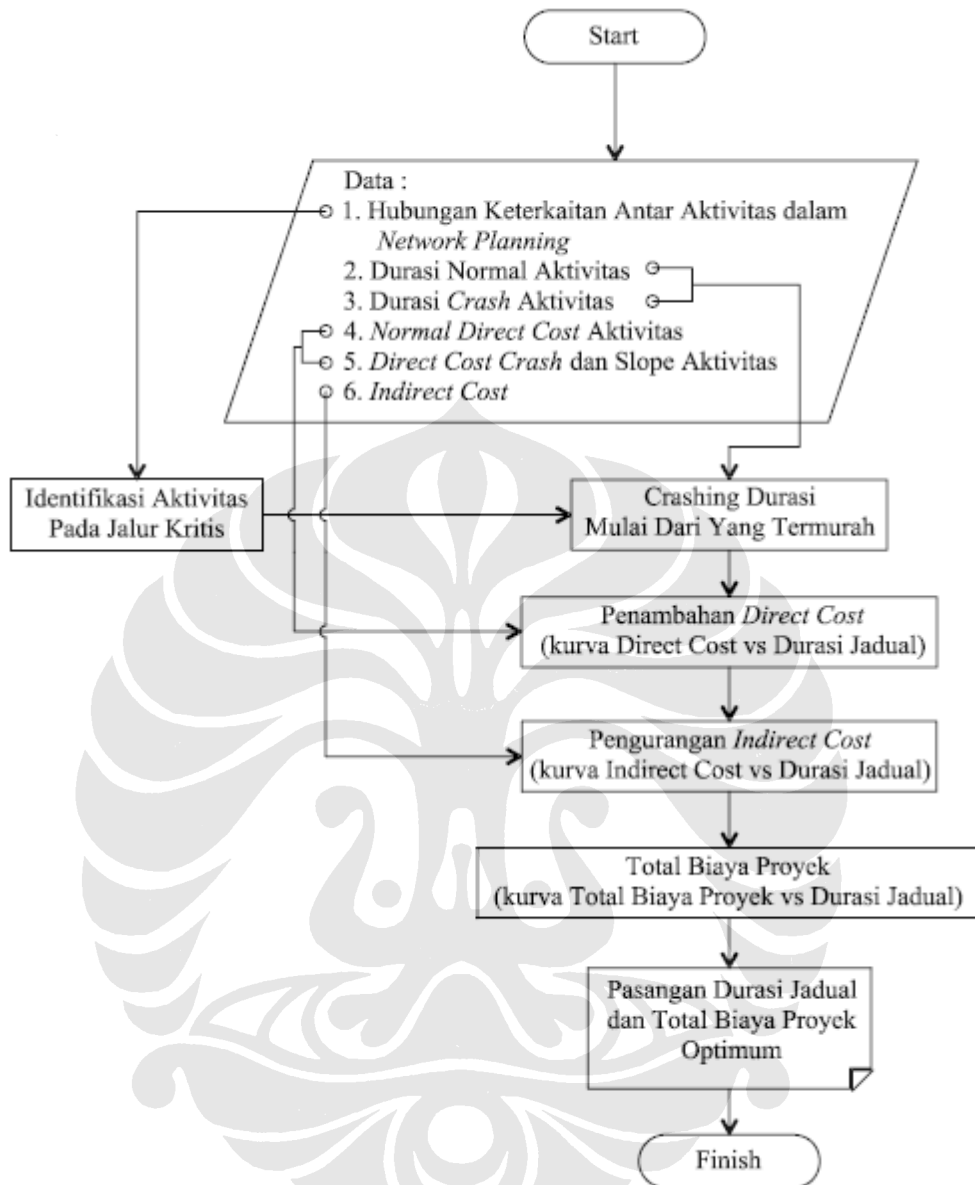 Start
Data :
1. Hubungan Keterkaitan Antar Aktivitas dalam
Network Planning
2. Durasi Normal Aktivitas
3. Durasi Crash Aktivitas
4. Normal Direct Cost Aktivitas
5. Direct Cost Crash dan Slope Aktivitas
6. Indirect Cost
Identifikasi Aktivitas
Pada Jalur Kritis
Crashing Durasi
Mulai Dari Yang Termurah
Penambahan Direct Cost
(kurva Direct Cost vs Durasi Jadual)
Pengurangan Indirect Cost
(kurva Indirect Cost vs Durasi Jadual)
Total Biaya Proyek
(kurva Total Biaya Proyek vs Durasi Jadual)
Pasangan Durasi Jadual
dan Total Biaya Proyek
Optimum
Finish